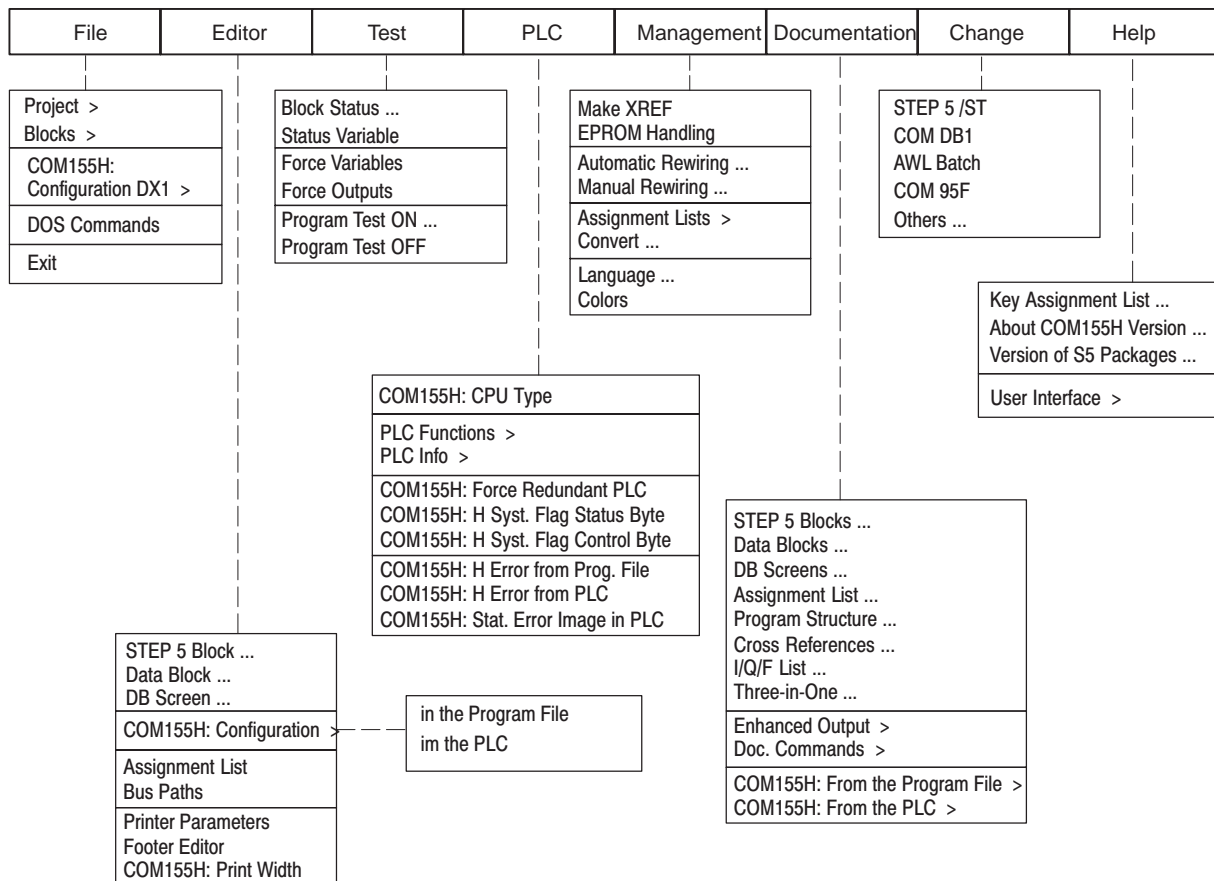 File
Editor
Test
PLC
Management
Documentation
Change
Help
Project >
Blocks >
COM155H:
Configuration DX1 >
DOS Commands
Exit
Block Status ...
Status Variable
Force Variables
Force Outputs
Program Test ON ...
Program Test OFF
Make XREF
EPROM Handling
Automatic Rewiring ...
Manual Rewiring ...
Assignment Lists >
Convert ...
Language ...
Colors
STEP 5 /ST
COM DB1
AWL Batch
COM 95F
Others ...
Key Assignment List ...
About COM155H Version ...
Version of S5 Packages ...
User Interface >
COM155H: CPU Type
PLC Functions >
PLC Info >
COM155H: Force Redundant PLC
COM155H: H Syst. Flag Status Byte
COM155H: H Syst. Flag Control Byte
COM155H: H Error from Prog. File
COM155H: H Error from PLC
COM155H: Stat. Error Image in PLC
STEP 5 Blocks ...
Data Blocks ...
DB Screens ...
Assignment List ...
Program Structure ...
Cross References ...
I/Q/F List ...
Three-in-One ...
Enhanced Output >
Doc. Commands >
COM155H: From the Program File >
COM155H: From the PLC >
STEP 5 Block ...
Data Block ...
DB Screen ...
COM155H: Configuration >
Assignment List
Bus Paths
Printer Parameters
Footer Editor
COM155H: Print Width
in the Program File
im the PLC